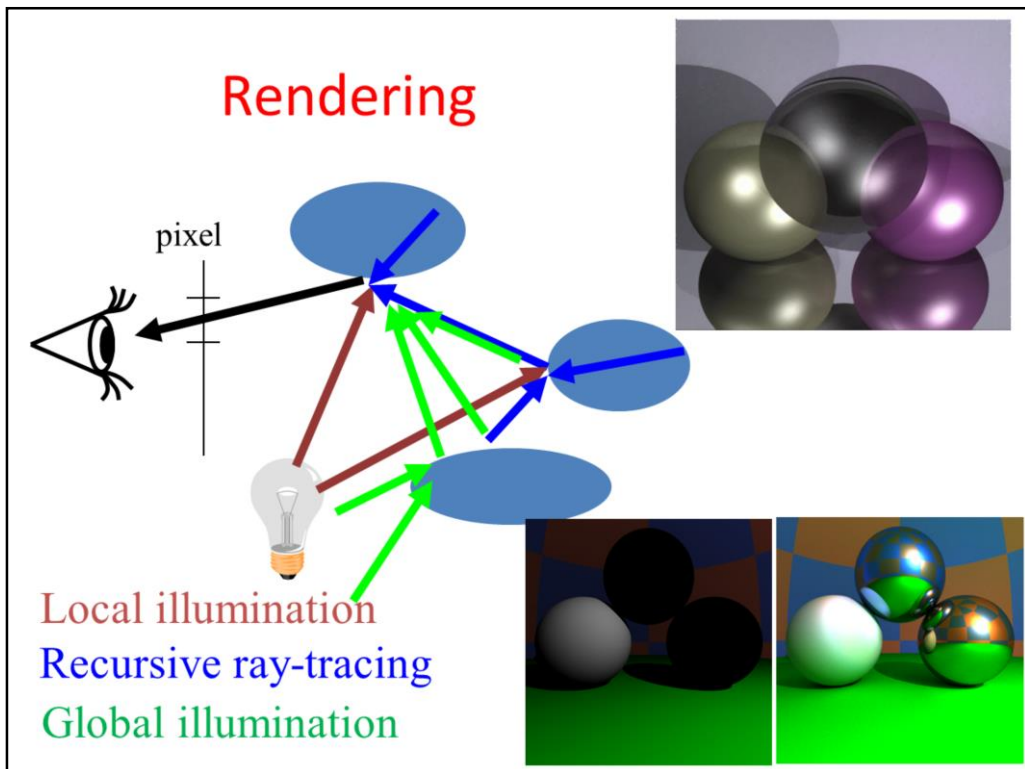 Rendering
pixel
Local illumination
Recursive ray-tracing
Global illumination